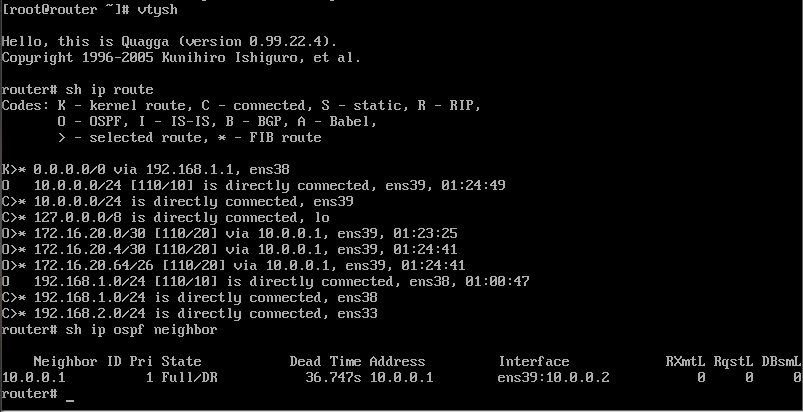 [root@router ~]# vtysh
Hello, this is Quagga (version 0.99.22.4).
Copyright 1996-2005 Kunihiro Ishiguro, et al.
router# sh ip route
Codes: K - kernel route, C - connected, S - static, R - RIP,
       O - OSPF, I - IS-IS, B - BGP, A - Babel,
       > - selected route, * - FIB route
K>* 0.0.0.0/0 via 192.168.1.1, ens38
O   10.0.0.0/24 [110/10] is directly connected, ens39, 01:24:49
C>* 10.0.0.0/24 is directly connected, ens39
C>* 127.0.0.0/8 is directly connected, lo
O>* 172.16.20.0/30 [110/20] via 10.0.0.1, ens39, 01:23:25
O>* 172.16.20.4/30 [110/20] via 10.0.0.1, ens39, 01:24:41
O>* 172.16.20.64/26 [110/20] via 10.0.0.1, ens39, 01:24:41
O   192.168.1.0/24 [110/10] is directly connected, ens38, 01:00:47
C>* 192.168.1.0/24 is directly connected, ens38
C>* 192.168.2.0/24 is directly connected, ens33
router# sh ip ospf neighbor
    Neighbor ID Pri State           Dead Time Address         Interface            RXmtL RqstL DBsmL
10.0.0.1          1 Full/DR           36.747s 10.0.0.1        ens39:10.0.0.2           0     0     0
router# _